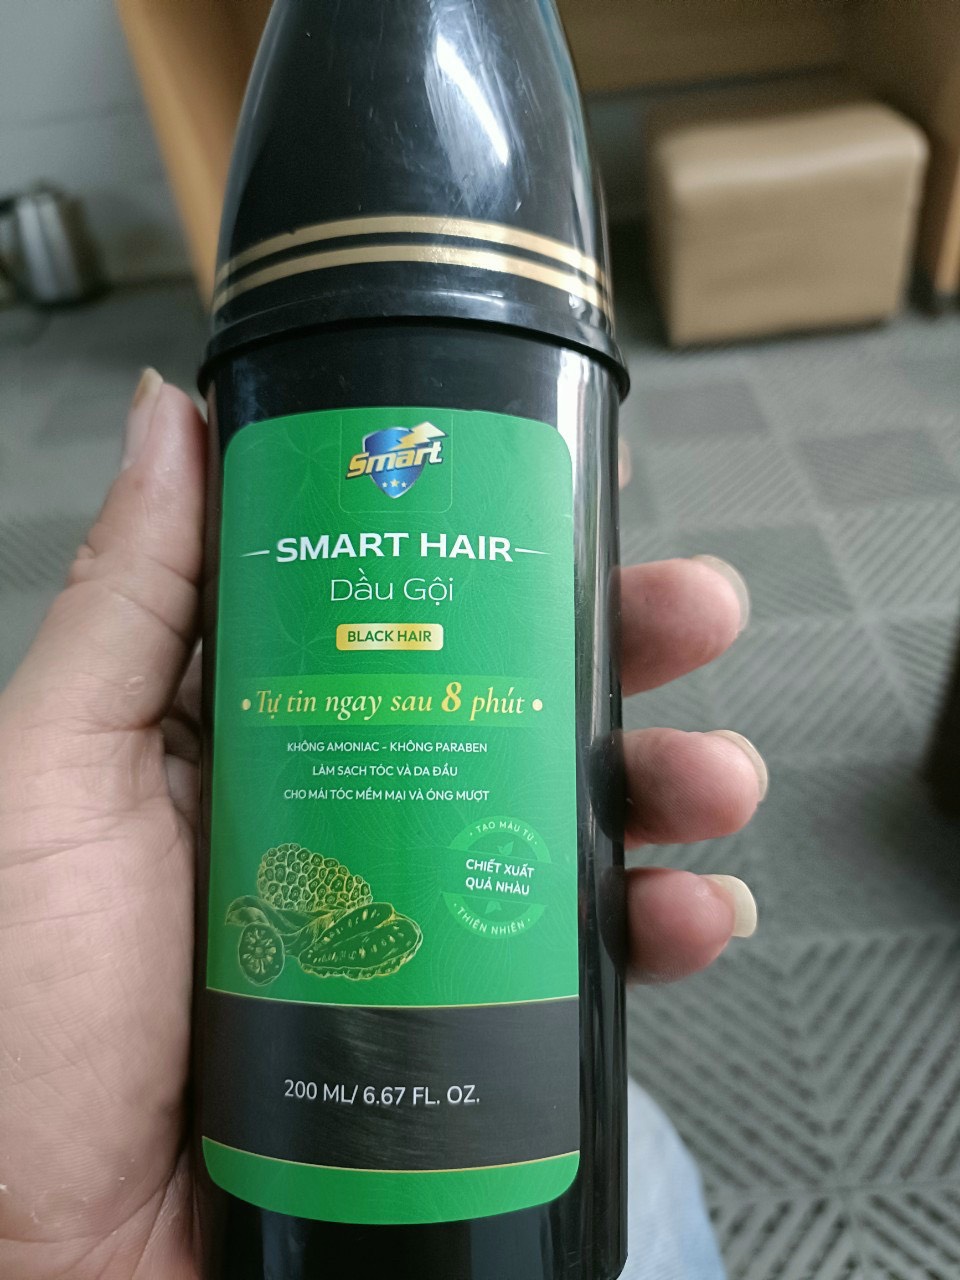 Smart
SMART HAIR
Dầu Gội
BLACK HAIR
• Tự tin ngay sau 8 phút •
KHÔNG AMONIAC - KHÔNG PARABEN
LÀM SẠCH TÓC VÀ DA ĐẦU
CHO MÁI TÓC MỀM MẠI VÀ ÓNG MƯỢT
• TẠO MÀU TỪ •
CHIẾT XUẤT
QUẢ NHÀU
• THIÊN NHIÊN •
200 ML/ 6.67 FL. OZ.